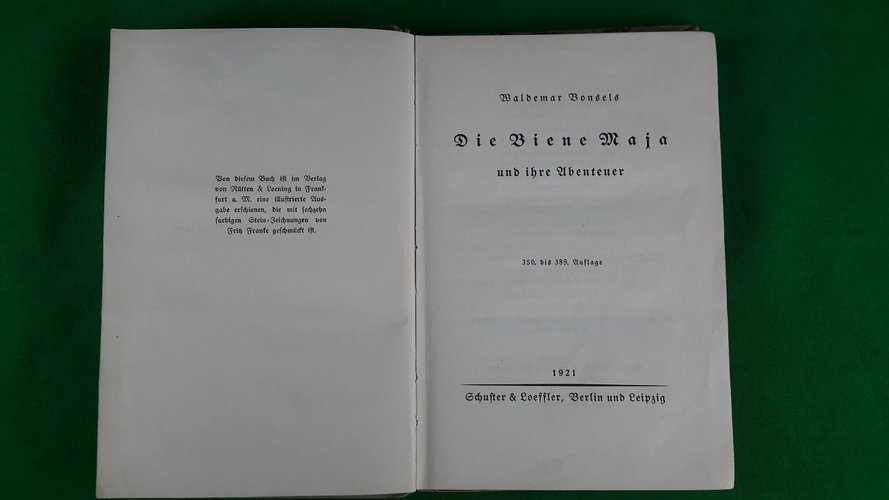 Von diesem Buch ist im Verlag
von Rütten & Loening in Frank-
furt a. M. eine illustrierte Aus-
gabe erschienen, die mit sechzehn
farbigen Stein-Zeichnungen von
Fritz Franke geschmückt ist.
Waldemar Bonsels
Die Biene Maja
und ihre Abenteuer
350. bis 389. Auflage
1921
Schuster & Loeffler, Berlin und Leipzig